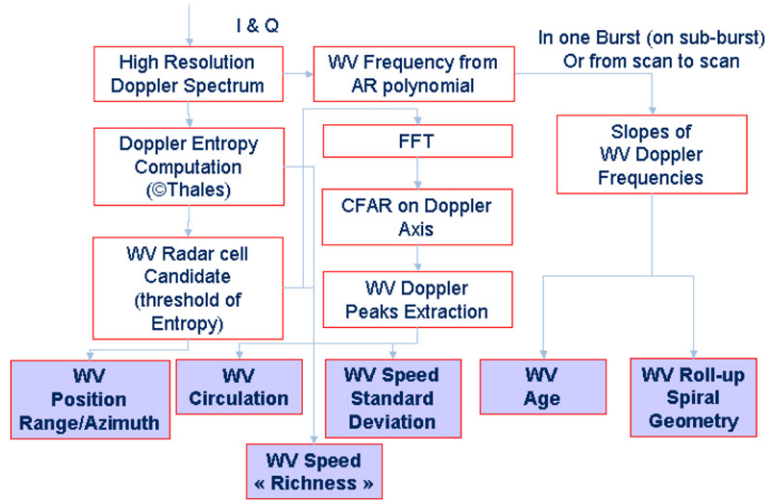 I & Q
High Resolution
Doppler Spectrum
WV Frequency from
AR polynomial
In one Burst (on sub-burst)
Or from scan to scan
Doppler Entropy
Computation
(©Thales)
FFT
Slopes of
WV Doppler
Frequencies
CFAR on Doppler
Axis
WV Radar cell
Candidate
(threshold of
Entropy)
WV Doppler
Peaks Extraction
WV
Position
Range/Azimuth
WV
Circulation
WV Speed
Standard
Deviation
WV
Age
WV Roll-up
Spiral
Geometry
WV Speed
« Richness »